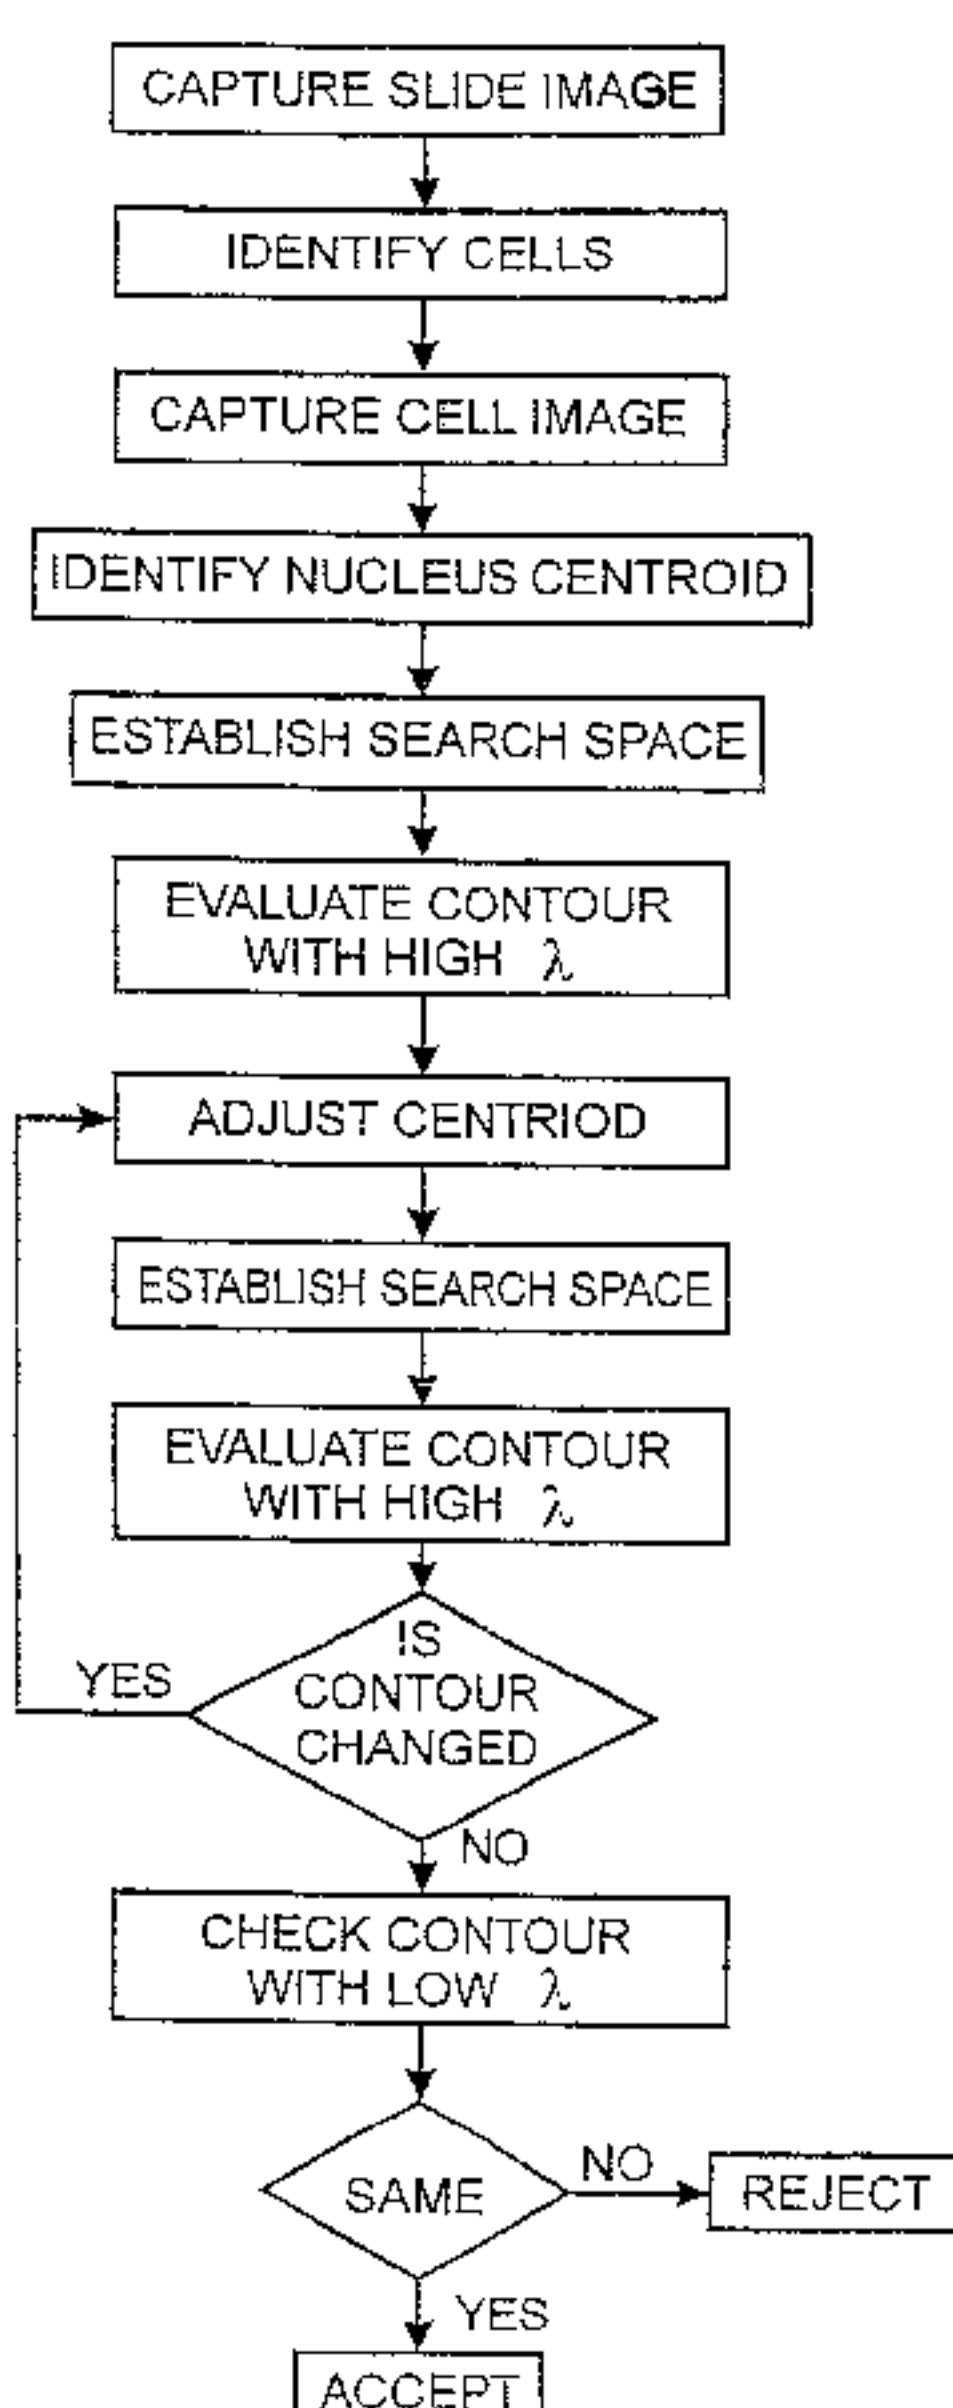 CAPTURE SLIDE IMAGE
IDENTIFY CELLS
CAPTURE CELL IMAGE
IDENTIFY NUCLEUS CENTROID
ESTABLISH SEARCH SPACE
EVALUATE CONTOUR
WITH HIGH λ
ADJUST CENTRIOD
ESTABLISH SEARCH SPACE
EVALUATE CONTOUR
WITH HIGH λ
IS
CONTOUR
CHANGED
YES
NO
CHECK CONTOUR
WITH LOW λ
SAME
NO
REJECT
YES
ACCEPT